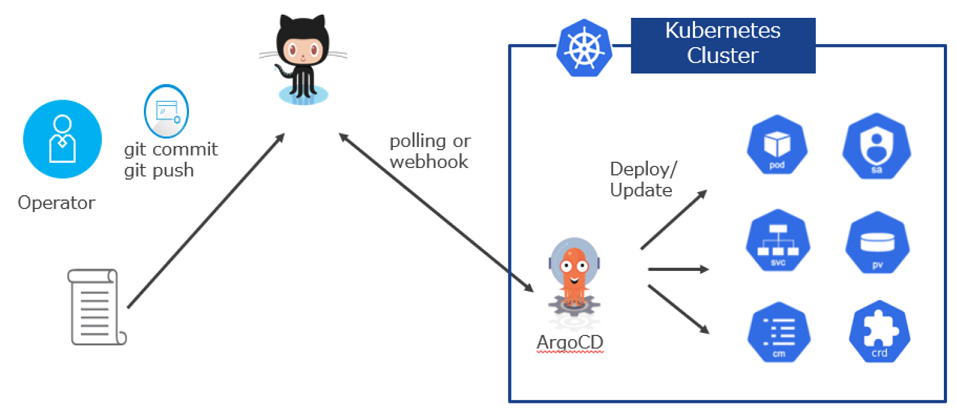 Kubernetes
Cluster
git commit
git push
Operator
polling or
webhook
Deploy/
Update
pod
sa
svc
pv
cm
crd
ArgoCD